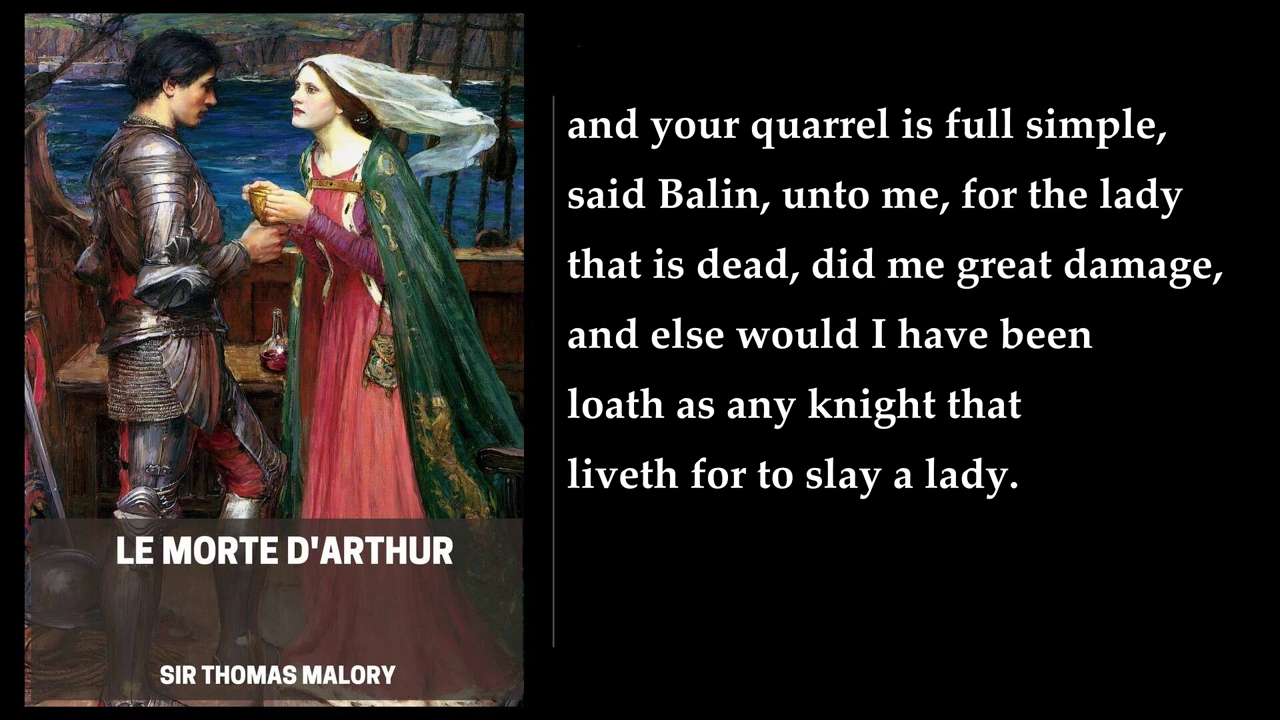 LE MORTE D'ARTHUR
SIR THOMAS MALORY
and your quarrel is full simple,
said Balin, unto me, for the lady
that is dead, did me great damage,
and else would I have been
loath as any knight that
liveth for to slay a lady.